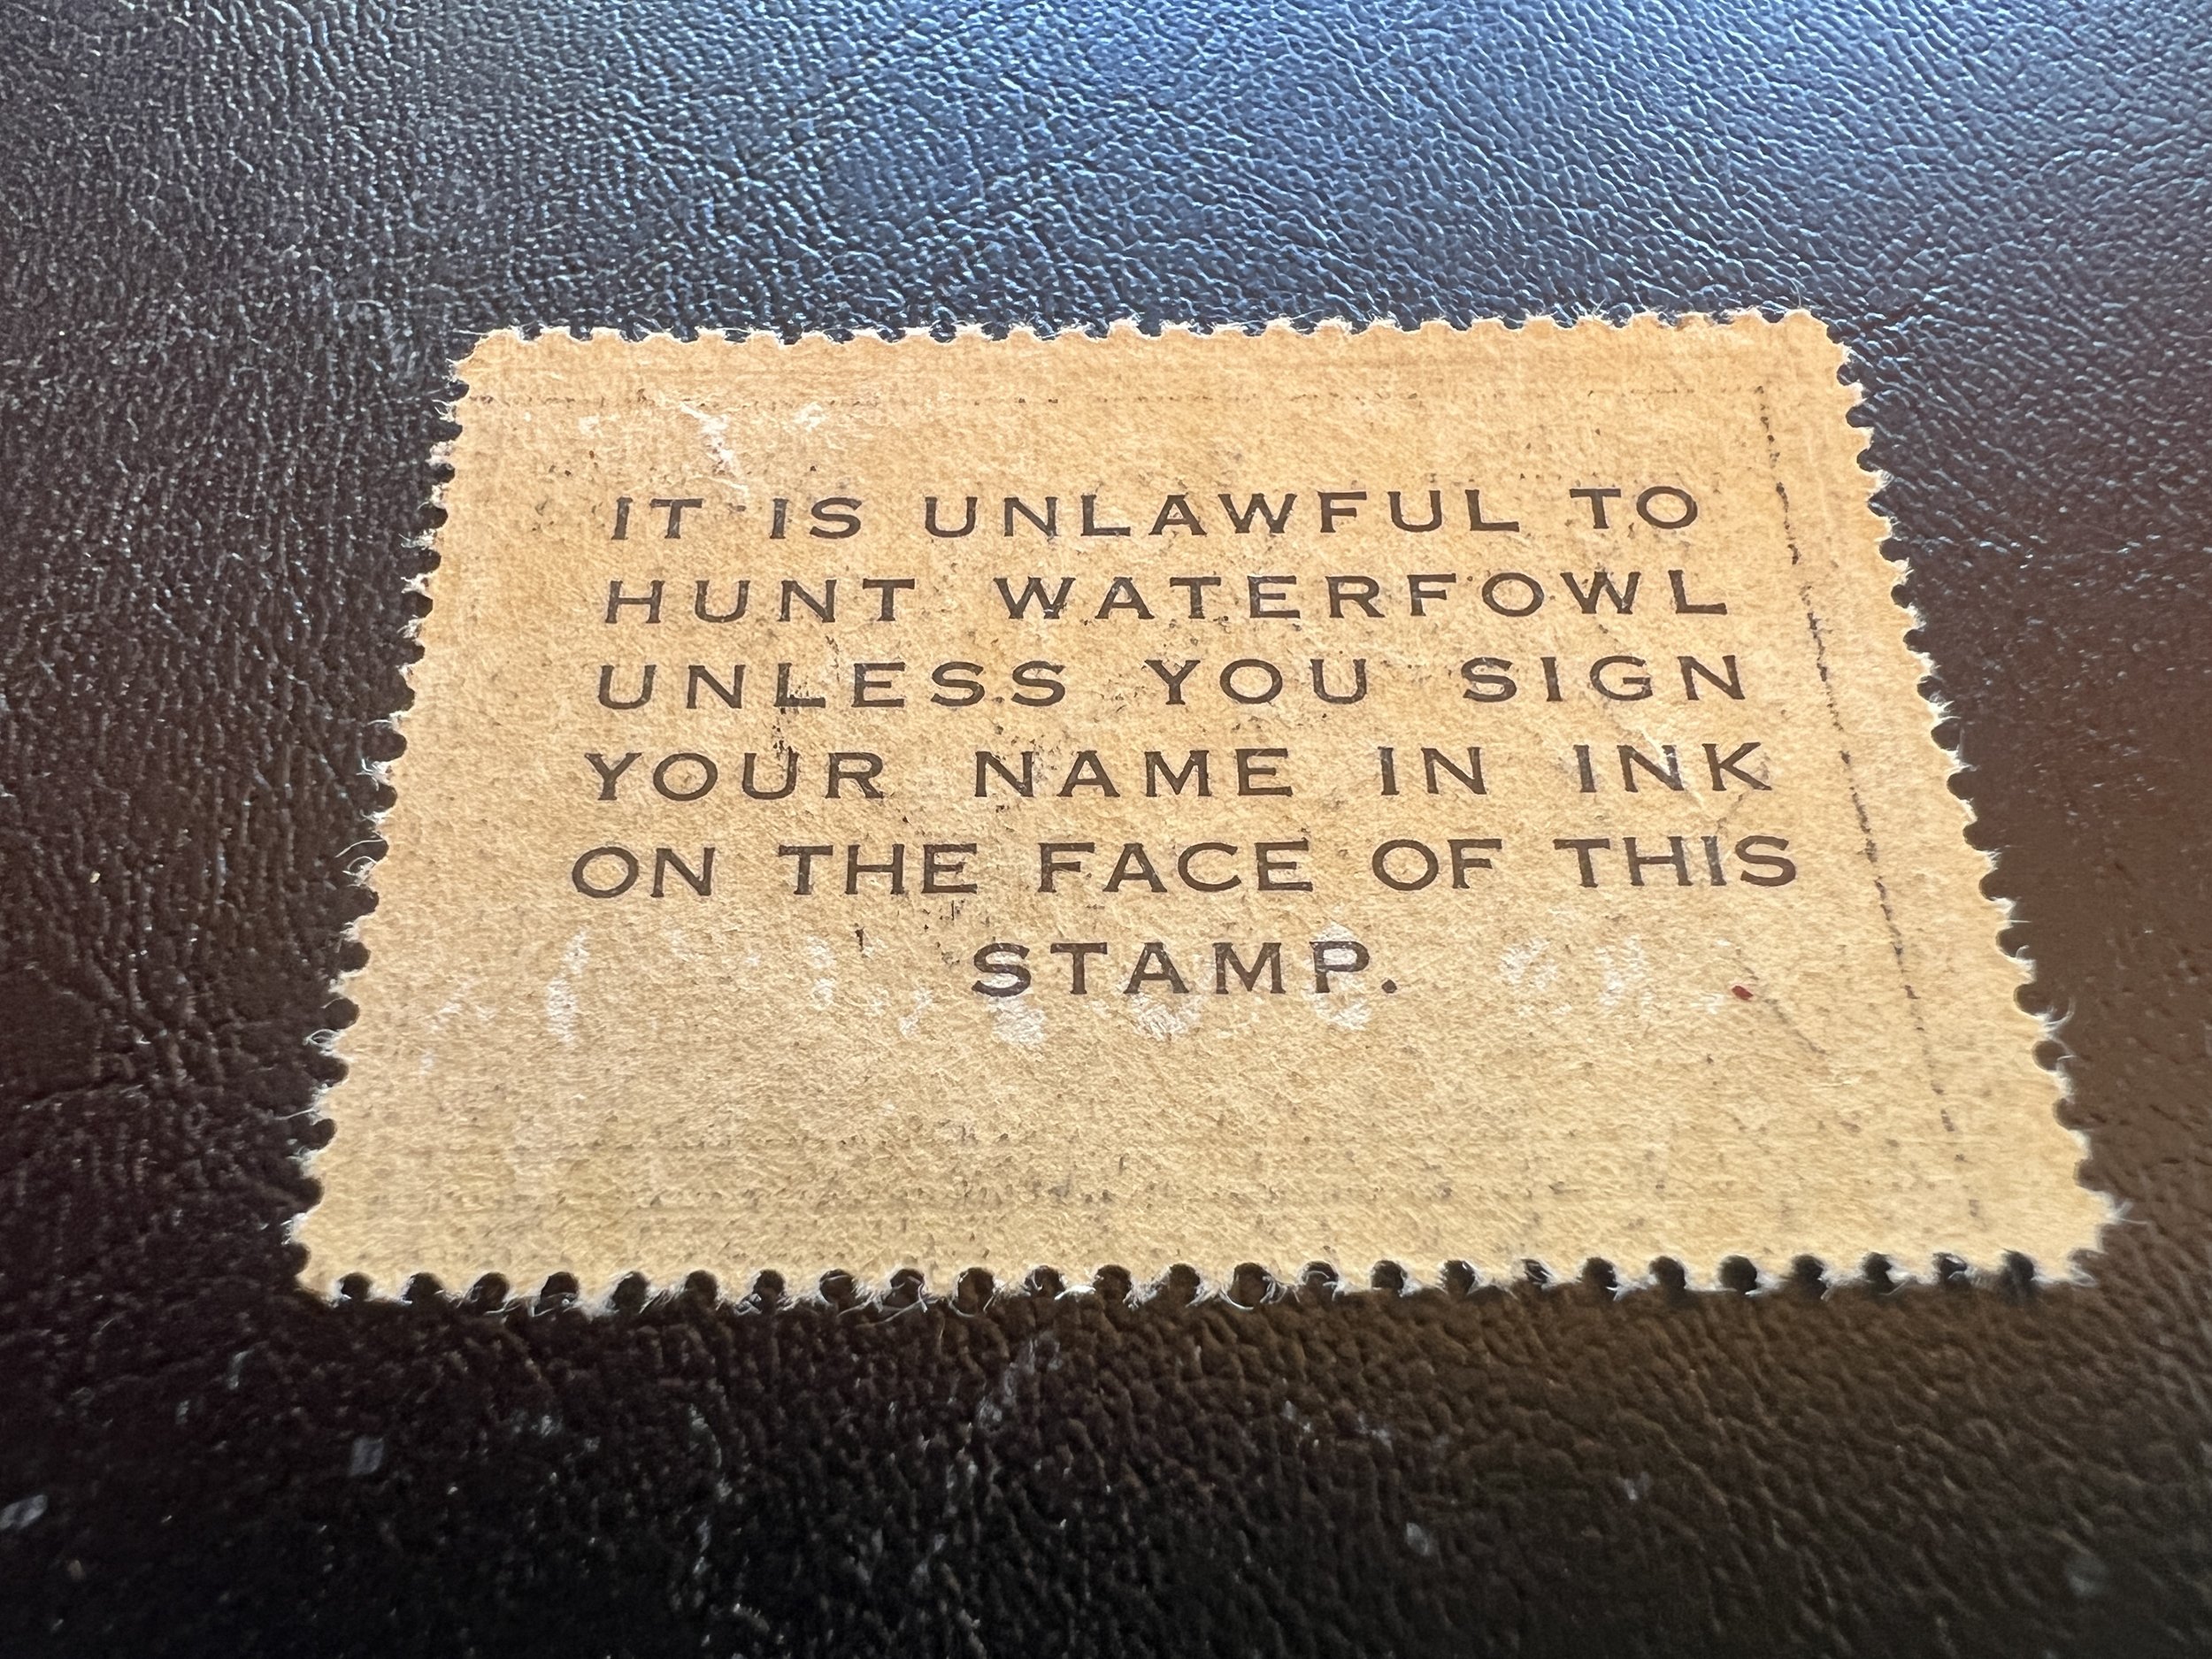 IT IS UNLAWFUL TO
HUNT WATERFOWL
UNLESS YOU SIGN
YOUR NAME IN INK
ON THE FACE OF THIS
STAMP.